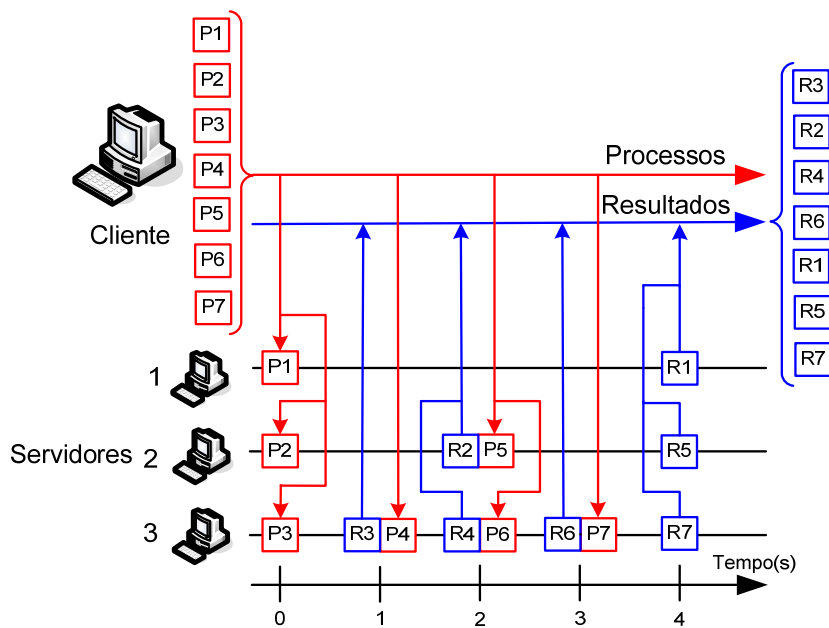 P1
P2
P3
P4
P5
P6
P7
Cliente
Processos
Resultados
R3
R2
R4
R6
R1
R5
R7
1
P1
R1
Servidores 2
P2
R2 P5
R5
3
P3
R3 P4
R4 P6
R6 P7
R7
Tempo(s)
0 1 2 3 4